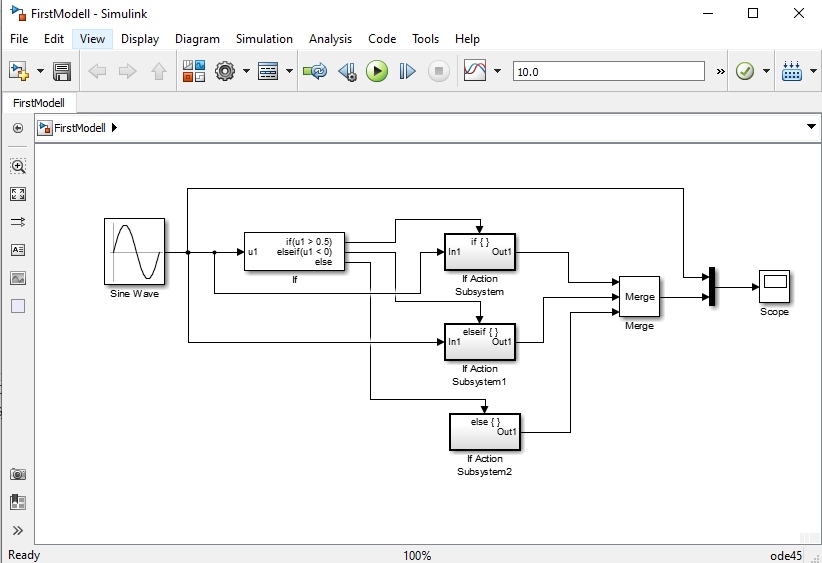 FirstModell - Simulink
File Edit View Display Diagram Simulation Analysis Code Tools Help
10.0 »
FirstModell
FirstModell
Sine Wave
u1
if(u1 > 0.5)
elseif(u1 < 0)
else
If
if { }
In1 Out1
If Action
Subsystem
elseif { }
In1 Out1
If Action
Subsystem1
else { }
Out1
If Action
Subsystem2
Merge
Merge
Scope
Ready 100% ode45